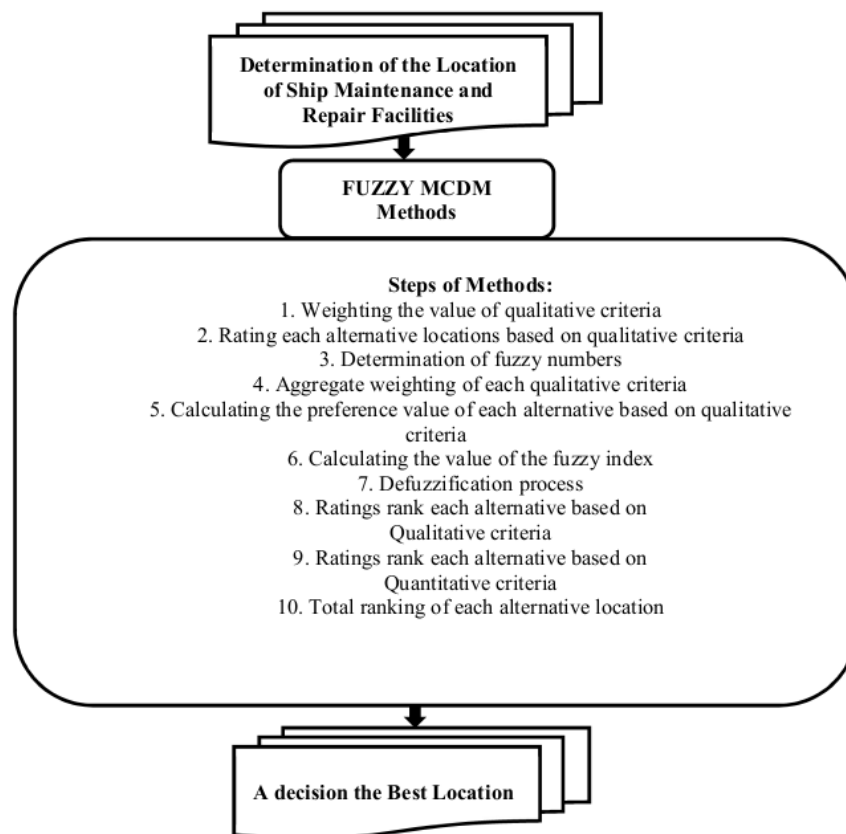 Determination of the Location
of Ship Maintenance and
Repair Facilities
FUZZY MCDM
Methods
Steps of Methods:
1. Weighting the value of qualitative criteria
2. Rating each alternative locations based on qualitative criteria
3. Determination of fuzzy numbers
4. Aggregate weighting of each qualitative criteria
5. Calculating the preference value of each alternative based on qualitative
criteria
6. Calculating the value of the fuzzy index
7. Defuzzification process
8. Ratings rank each alternative based on
Qualitative criteria
9. Ratings rank each alternative based on
Quantitative criteria
10. Total ranking of each alternative location
A decision the Best Location